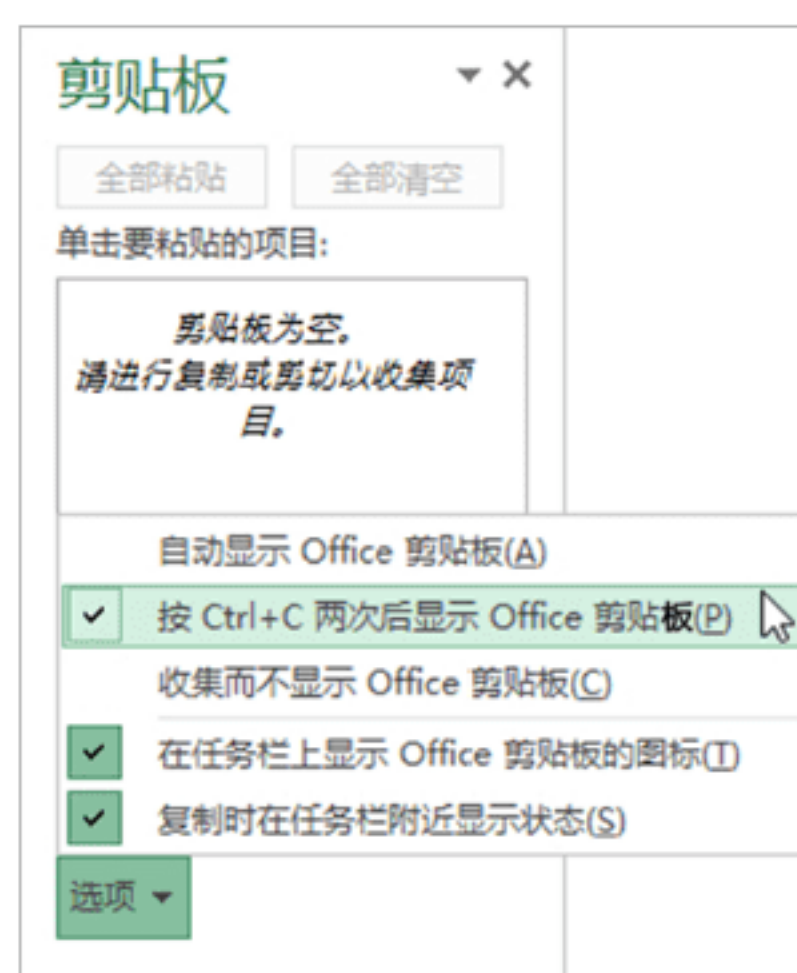 剪贴板
全部粘贴 全部清空
单击要粘贴的项目:
剪贴板为空。
请进行复制或剪切以收集项
目。
自动显示 Office 剪贴板(A)
按 Ctrl+C 两次后显示 Office 剪贴板(P)
收集而不显示 Office 剪贴板(C)
在任务栏上显示 Office 剪贴板的图标(T)
复制时在任务栏附近显示状态(S)
选项